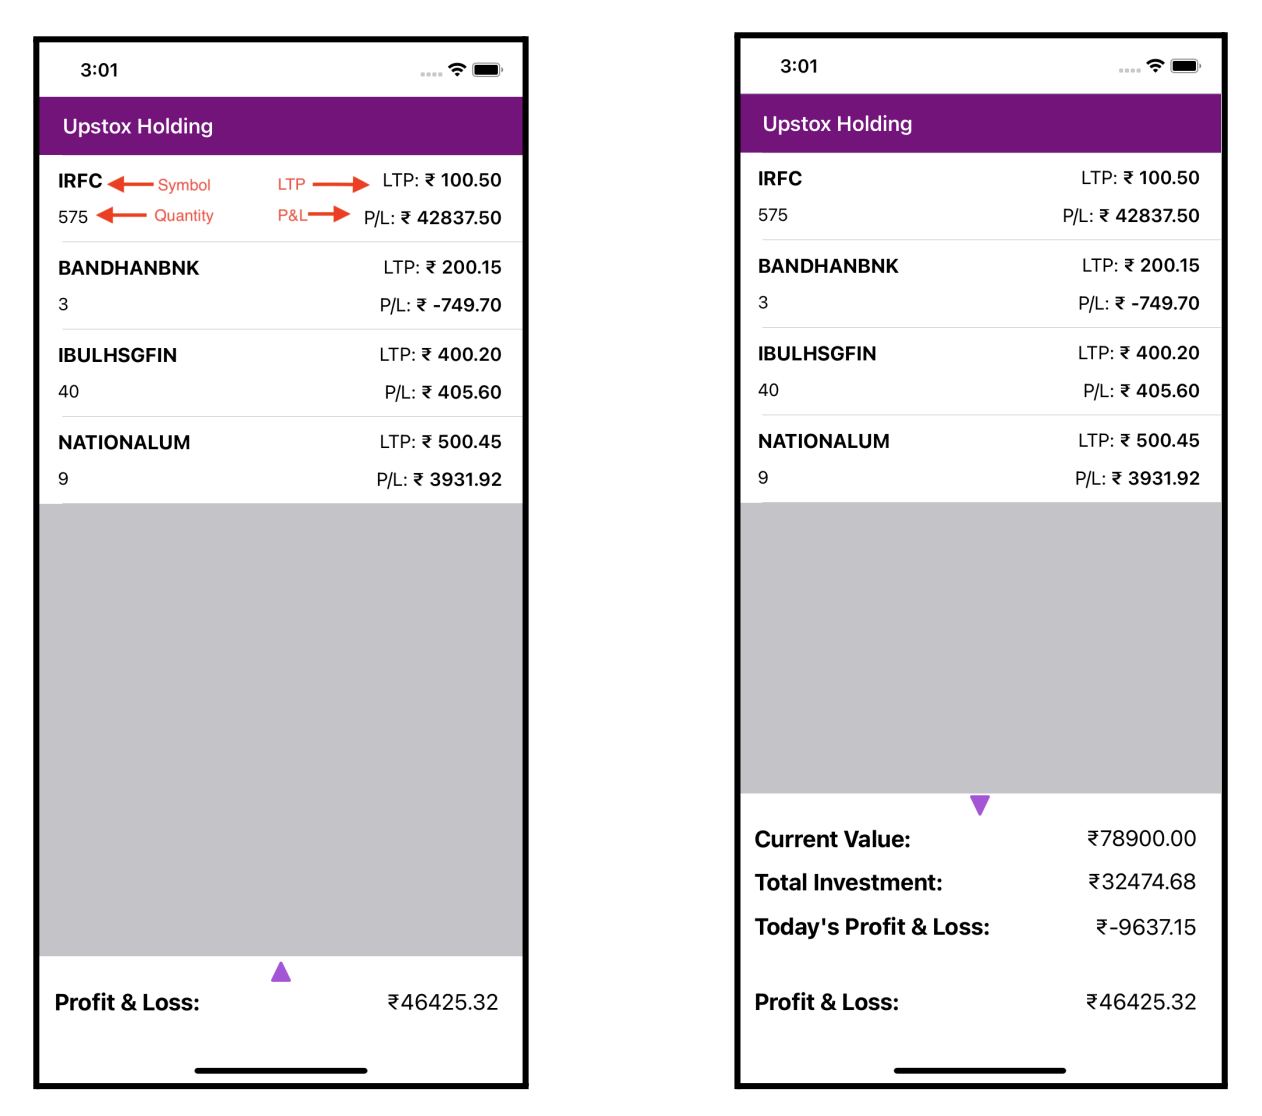 3:01
Upstox Holding
IRFC Symbol LTP LTP: ₹ 100.50
575 Quantity P&L P/L: ₹ 42837.50
BANDHANBNK LTP: ₹ 200.15
3 P/L: ₹ -749.70
IBULHSGFIN LTP: ₹ 400.20
40 P/L: ₹ 405.60
NATIONALUM LTP: ₹ 500.45
9 P/L: ₹ 3931.92
Profit & Loss: ₹46425.32
3:01
Upstox Holding
IRFC LTP: ₹ 100.50
575 P/L: ₹ 42837.50
BANDHANBNK LTP: ₹ 200.15
3 P/L: ₹ -749.70
IBULHSGFIN LTP: ₹ 400.20
40 P/L: ₹ 405.60
NATIONALUM LTP: ₹ 500.45
9 P/L: ₹ 3931.92
Current Value: ₹78900.00
Total Investment: ₹32474.68
Today's Profit & Loss: ₹-9637.15
Profit & Loss: ₹46425.32